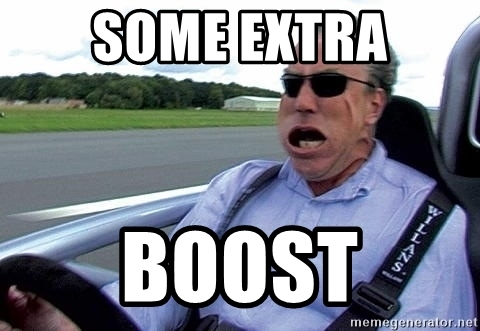 SOME EXTRA
WILLANS
BOOST
memegenerator.net